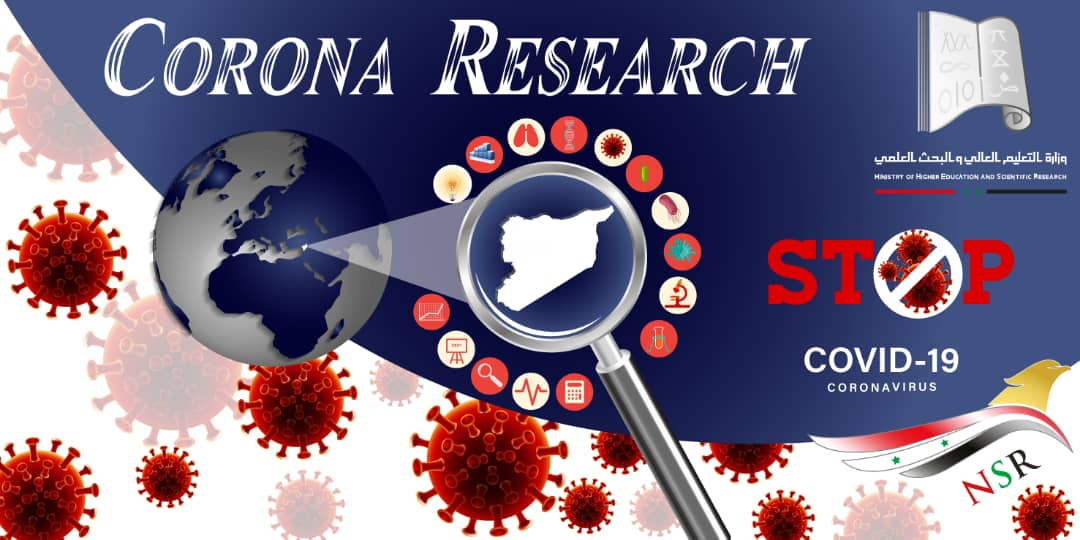 CORONA RESEARCH
وزارة التعليم العالي و البحث العلمي
MINISTRY OF HIGHER EDUCATION AND SCIENTIFIC RESEARCH
STOP
COVID-19
CORONAVIRUS
NSR